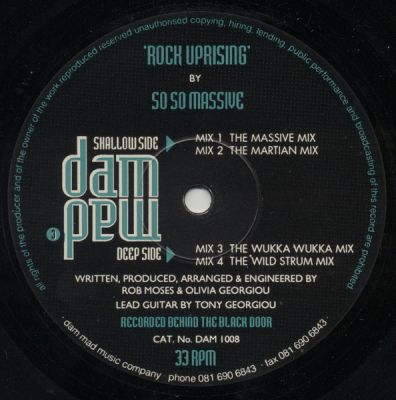 all rights of the producer and of the owner of the work reproduced reserved unauthorised copying, hiring, lending, public performance and broadcasting of this record are prohibited
'ROCK UPRISING'
BY
SO SO MASSIVE
SHALLOW SIDE
MIX 1 THE MASSIVE MIX
MIX 2 THE MARTIAN MIX
dam
mad
DEEP SIDE
MIX 3 THE WUKKA WUKKA MIX
MIX 4 THE WILD STRUM MIX
WRITTEN, PRODUCED, ARRANGED & ENGINEERED BY
ROB MOSES & OLIVIA GEORGIOU
LEAD GUITAR BY TONY GEORGIOU
RECORDED BEHIND THE BLACK DOOR
CAT. No. DAM 1008
33 RPM
dam mad music company · phone 081 690 6843 · fax 081 690 6843